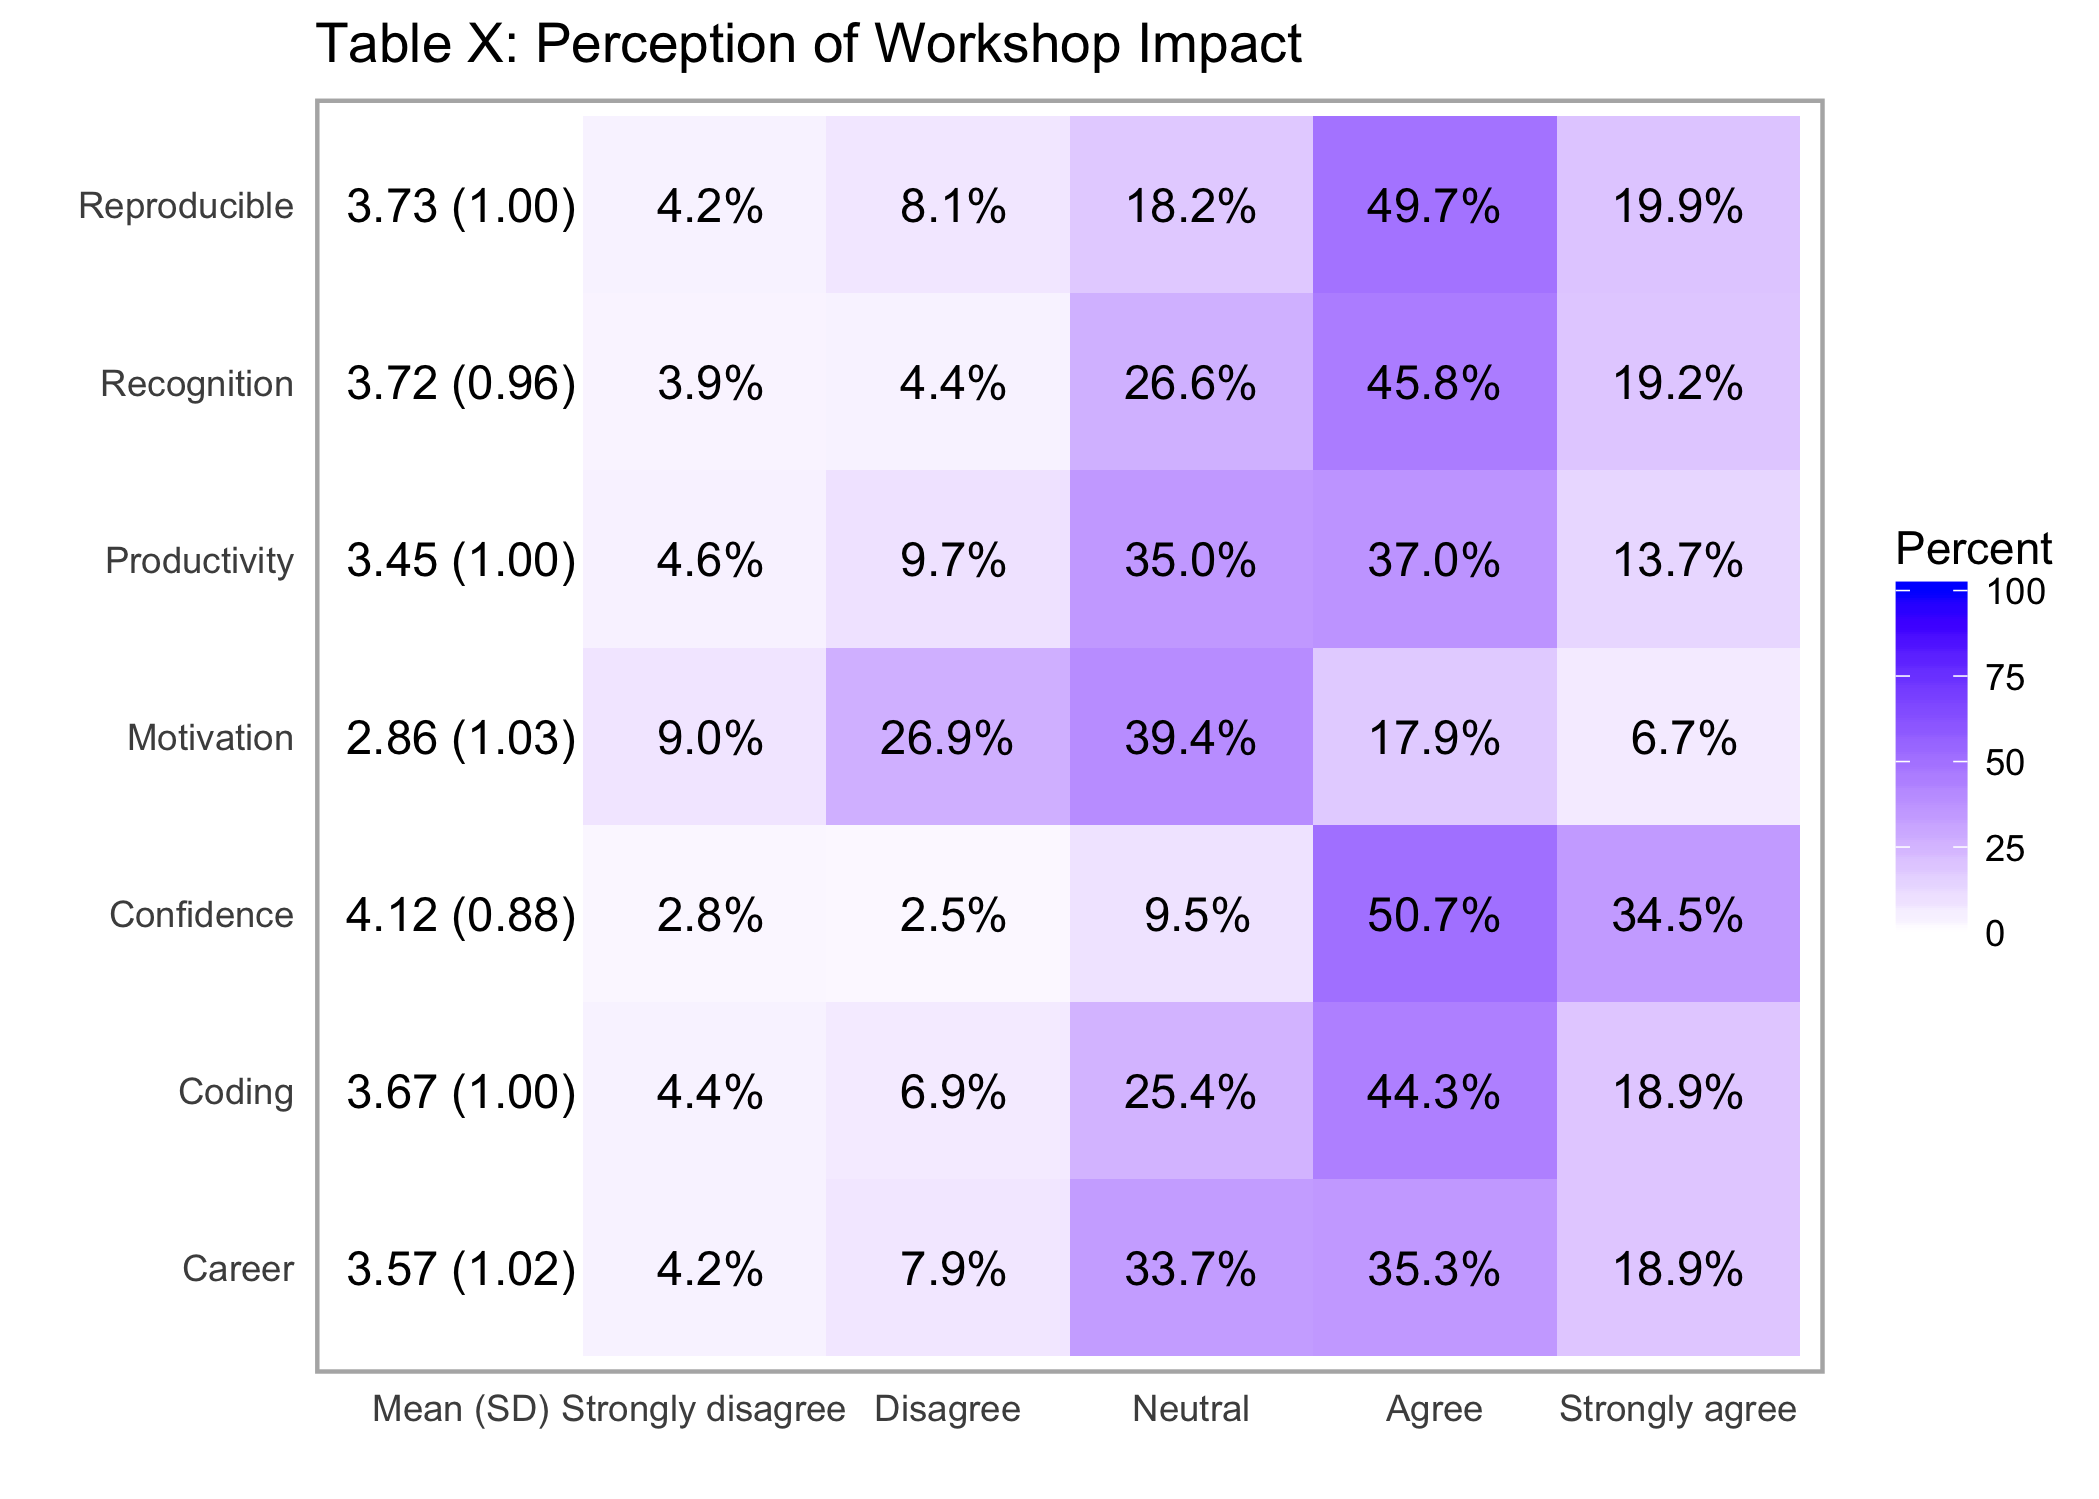 Table X: Perception of Workshop Impact
Reproducible 3.73 (1.00) 4.2% 8.1% 18.2% 49.7% 19.9%
Recognition 3.72 (0.96) 3.9% 4.4% 26.6% 45.8% 19.2%
Productivity 3.45 (1.00) 4.6% 9.7% 35.0% 37.0% 13.7%
Motivation 2.86 (1.03) 9.0% 26.9% 39.4% 17.9% 6.7%
Confidence 4.12 (0.88) 2.8% 2.5% 9.5% 50.7% 34.5%
Coding 3.67 (1.00) 4.4% 6.9% 25.4% 44.3% 18.9%
Career 3.57 (1.02) 4.2% 7.9% 33.7% 35.3% 18.9%
Mean (SD) Strongly disagree Disagree Neutral Agree Strongly agree
Percent
100
75
50
25
0